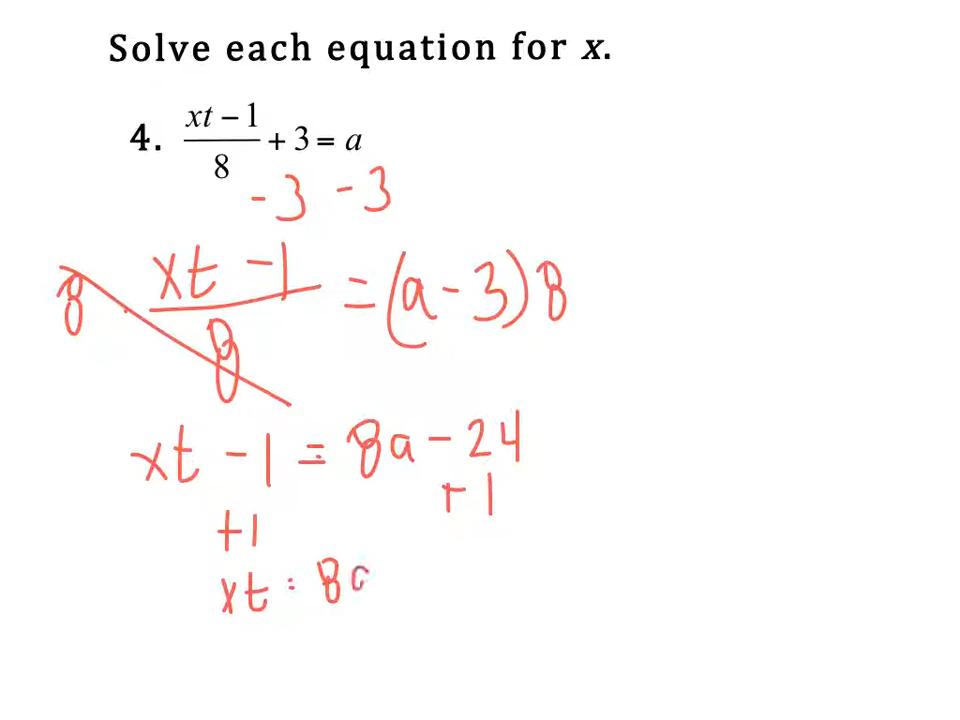 Solve each equation for x.
4. (xt − 1)/8 + 3 = a
- 3 - 3
8 (xt - 1)/8 = (a - 3)8
xt - 1 = 8a - 24
+1 +1
xt = 8a